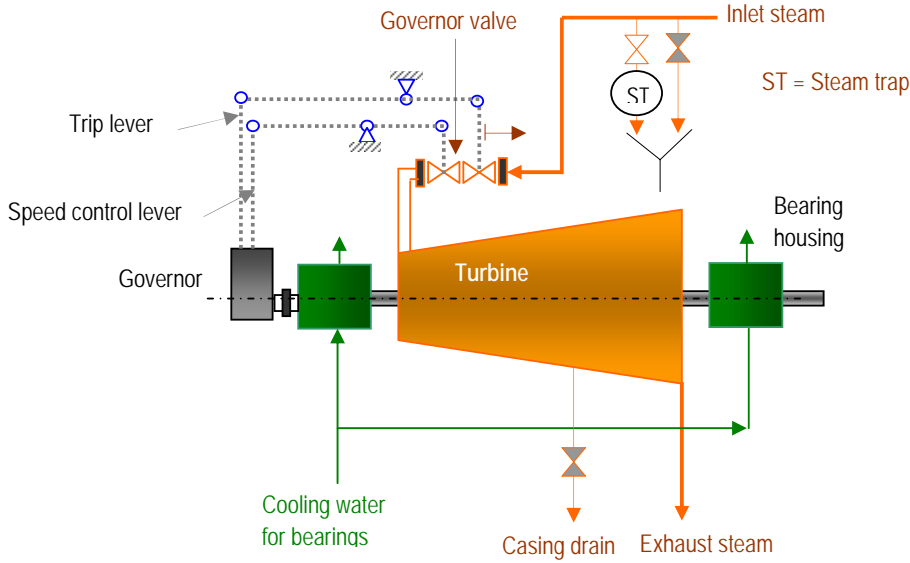 Governor valve
Inlet steam
ST = Steam trap
ST
Trip lever
Speed control lever
Bearing
housing
Governor
Turbine
Cooling water
for bearings
Casing drain
Exhaust steam